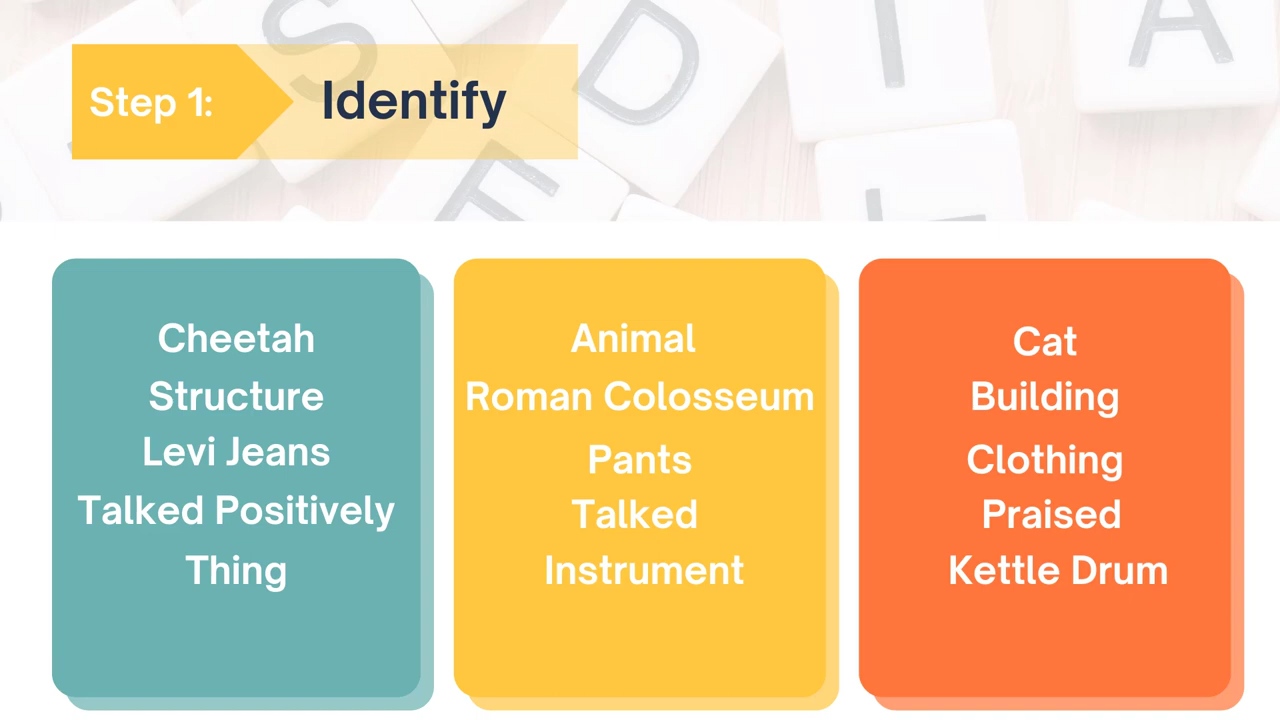 Step 1:
Identify
Cheetah
Structure
Levi Jeans
Talked Positively
Thing
Animal
Roman Colosseum
Pants
Talked
Instrument
Cat
Building
Clothing
Praised
Kettle Drum
S
D
I
A
E